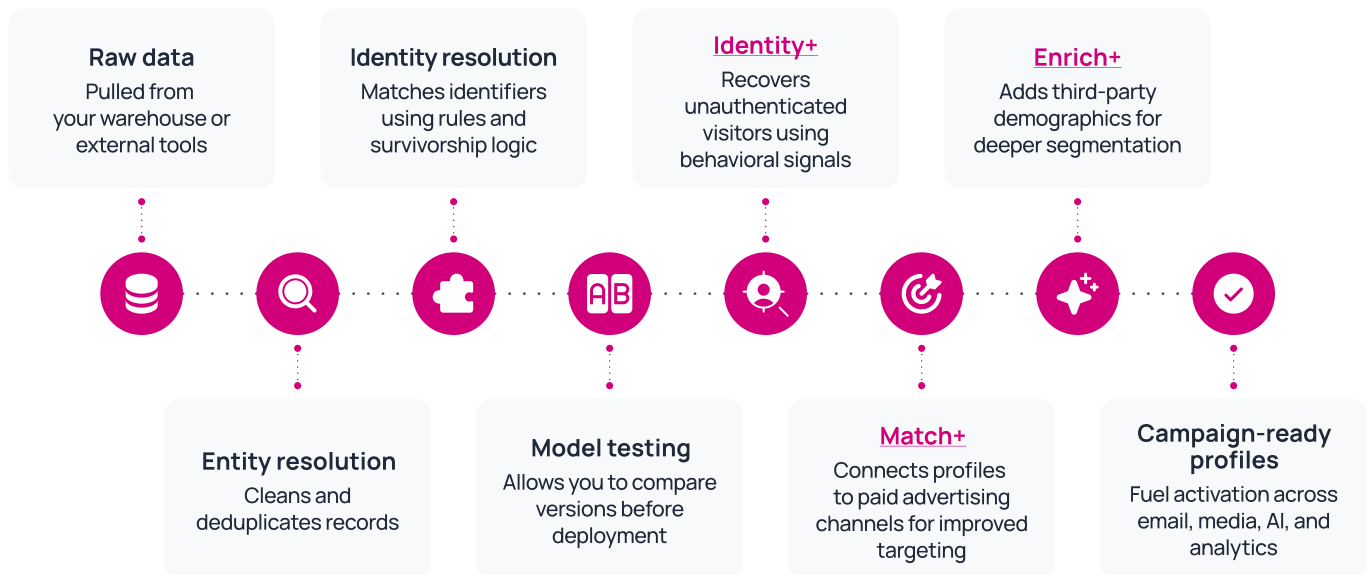 Raw data
Pulled from
your warehouse or
external tools
Identity resolution
Matches identifiers
using rules and
survivorship logic
Identity+
Recovers
unauthenticated
visitors using
behavioral signals
Enrich+
Adds third-party
demographics for
deeper segmentation
AB
Entity resolution
Cleans and
deduplicates records
Model testing
Allows you to compare
versions before
deployment
Match+
Connects profiles
to paid advertising
channels for improved
targeting
Campaign-ready
profiles
Fuel activation across
email, media, AI, and
analytics